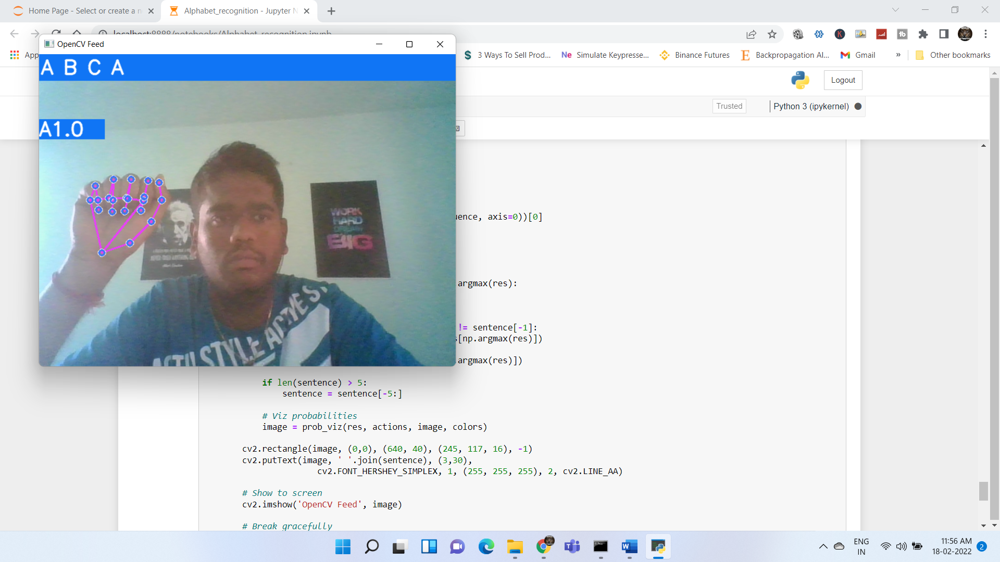 Home Page - Select or create a n
Alphabet_recognition - Jupyter N
localhost:8888/notebooks/Alphabet_recognition.ipynb
OpenCV Feed
App
3 Ways To Sell Prod...
Ne Simulate Keypresse...
Binance Futures
E Backpropagation Al...
Gmail
»
Other bookmarks
A B C A
Logout
Trusted
Python 3 (ipykernel)
A1.0
uence, axis=0))[0]
WORK
HARD
DREAM
BIG
argmax(res):
!= sentence[-1]:
s[np.argmax(res)])
argmax(res)])
STYLE ACTIVE S
if len(sentence) > 5:
sentence = sentence[-5:]
# Viz probabilities
image = prob_viz(res, actions, image, colors)
cv2.rectangle(image, (0,0), (640, 40), (245, 117, 16), -1)
cv2.putText(image, ' '.join(sentence), (3,30),
cv2.FONT_HERSHEY_SIMPLEX, 1, (255, 255, 255), 2, cv2.LINE_AA)
# Show to screen
cv2.imshow('OpenCV Feed', image)
# Break gracefully
ENG
IN
11:56 AM
18-02-2022
2